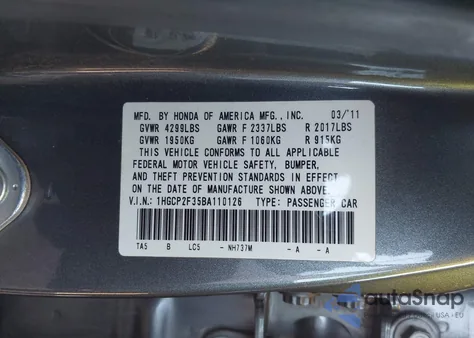 MFD. BY HONDA OF AMERICA MFG., INC. 03/11
GVWR 4299LBS GAWR F 2337LBS R 2017LBS
GVWR 1950KG GAWR F 1060KG R 915KG
THIS VEHICLE CONFORMS TO ALL APPLICABLE
FEDERAL MOTOR VEHICLE SAFETY, BUMPER,
AND THEFT PREVENTION STANDARDS IN EFFECT
ON THE DATE OF MANUFACTURE SHOWN ABOVE.
V.I.N.: 1HGCP2F35BA110126 TYPE: PASSENGER CAR
TA5 B LC5 - NH737M - A - A
autoSnap
USA EU